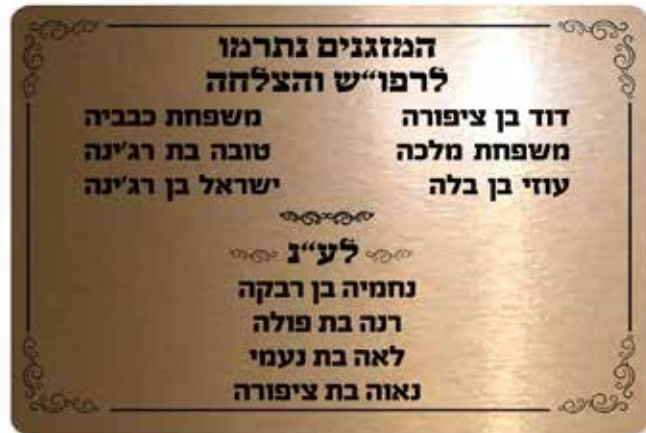 המזגנים נתרמו
לרפו״ש והצלחה
דוד בן ציפורה משפחת כבביה
משפחת מלכה טובה בת רג׳ינה
עוזי בן בלה ישראל בן רג׳ינה
לע״נ
נחמיה בן רבקה
רנה בת פולה
לאה בת נעמי
נאוה בת ציפורה